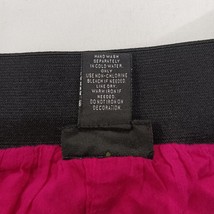 HAND WASH
SEPARATELY
IN COLD WATER,
ONLY
USE NON-CHLORINE
BLEACH IF NEEDED.
LINE DRY.
WARM IRON IF
NEEDED.
DO NOT IRON ON
DECORATION